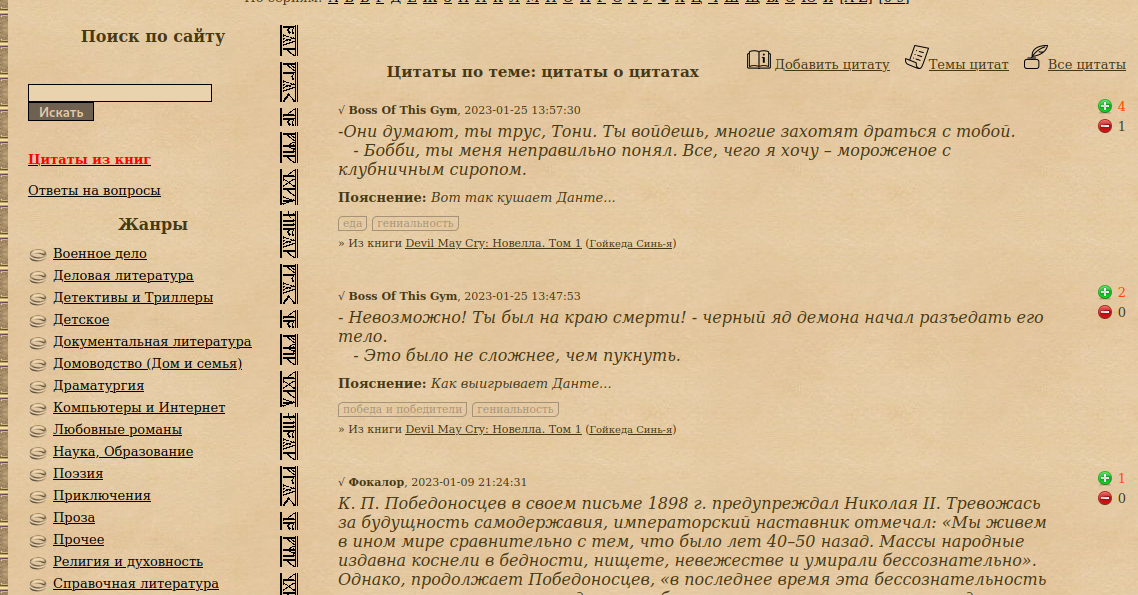 Поиск по сайту
Искать
Цитаты из книг
Ответы на вопросы
Жанры
Военное дело
Деловая литература
Детективы и Триллеры
Детское
Документальная литература
Домоводство (Дом и семья)
Драматургия
Компьютеры и Интернет
Любовные романы
Наука, Образование
Поэзия
Приключения
Проза
Прочее
Религия и духовность
Справочная литература
Добавить цитату Темы цитат Все цитаты
Цитаты по теме: цитаты о цитатах
√ Boss Of This Gym, 2023-01-25 13:57:30
4
1
-Они думают, ты трус, Тони. Ты войдешь, многие захотят драться с тобой.
- Бобби, ты меня неправильно понял. Все, чего я хочу – мороженое с
клубничным сиропом.
Пояснение: Вот так кушает Данте...
еда гениальность
» Из книги Devil May Cry: Новелла. Том 1 (Гойкеда Синь-я)
√ Boss Of This Gym, 2023-01-25 13:47:53
2
0
- Невозможно! Ты был на краю смерти! - черный яд демона начал разъедать его
тело.
- Это было не сложнее, чем пукнуть.
Пояснение: Как выигрывает Данте...
победа и победители гениальность
» Из книги Devil May Cry: Новелла. Том 1 (Гойкеда Синь-я)
√ Фокалор, 2023-01-09 21:24:31
1
0
К. П. Победоносцев в своем письме 1898 г. предупреждал Николая II. Тревожась
за будущность самодержавия, императорский наставник отмечал: «Мы живем
в ином мире сравнительно с тем, что было лет 40–50 назад. Массы народные
издавна коснели в бедности, нищете, невежестве и умирали бессознательно».
Однако, продолжает Победоносцев, «в последнее время эта бессознательность